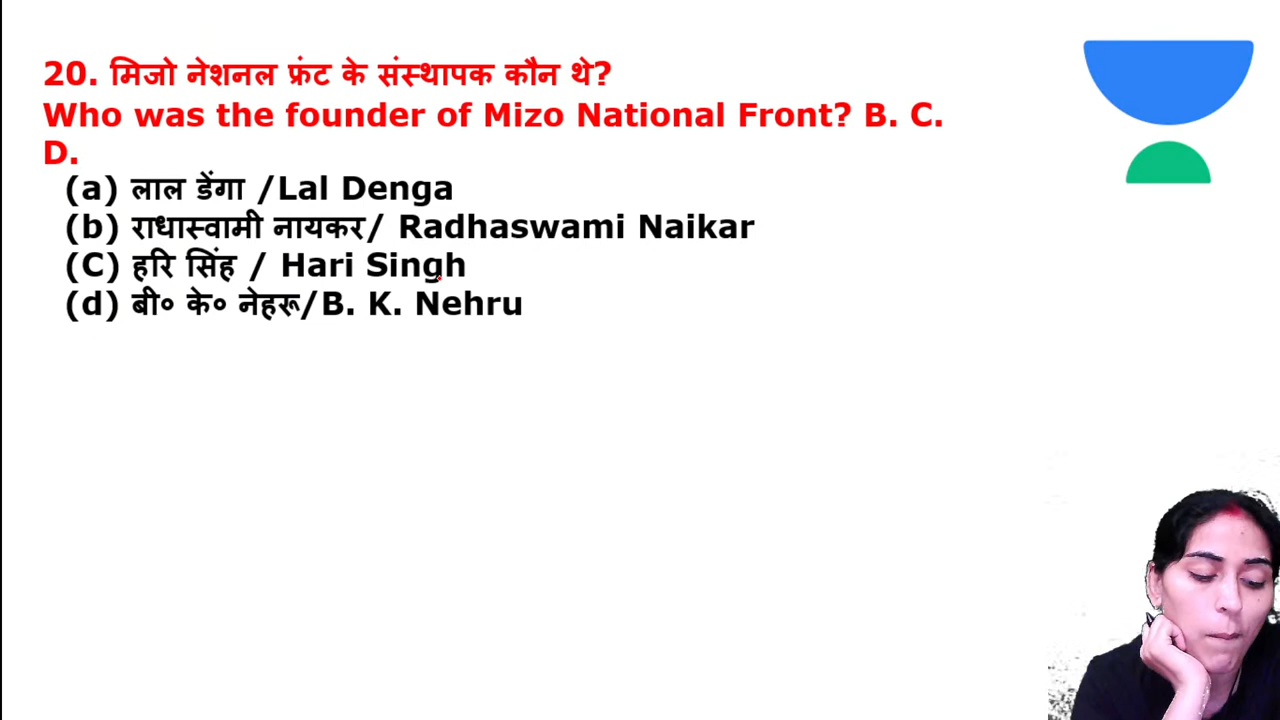 20. मिजो नेशनल फ्रंट के संस्थापक कौन थे?
Who was the founder of Mizo National Front? B. C.
D.
(a) लाल डेंगा /Lal Denga
(b) राधास्वामी नायकर/ Radhaswami Naikar
(C) हरि सिंह / Hari Singh
(d) बी० के० नेहरू/B. K. Nehru